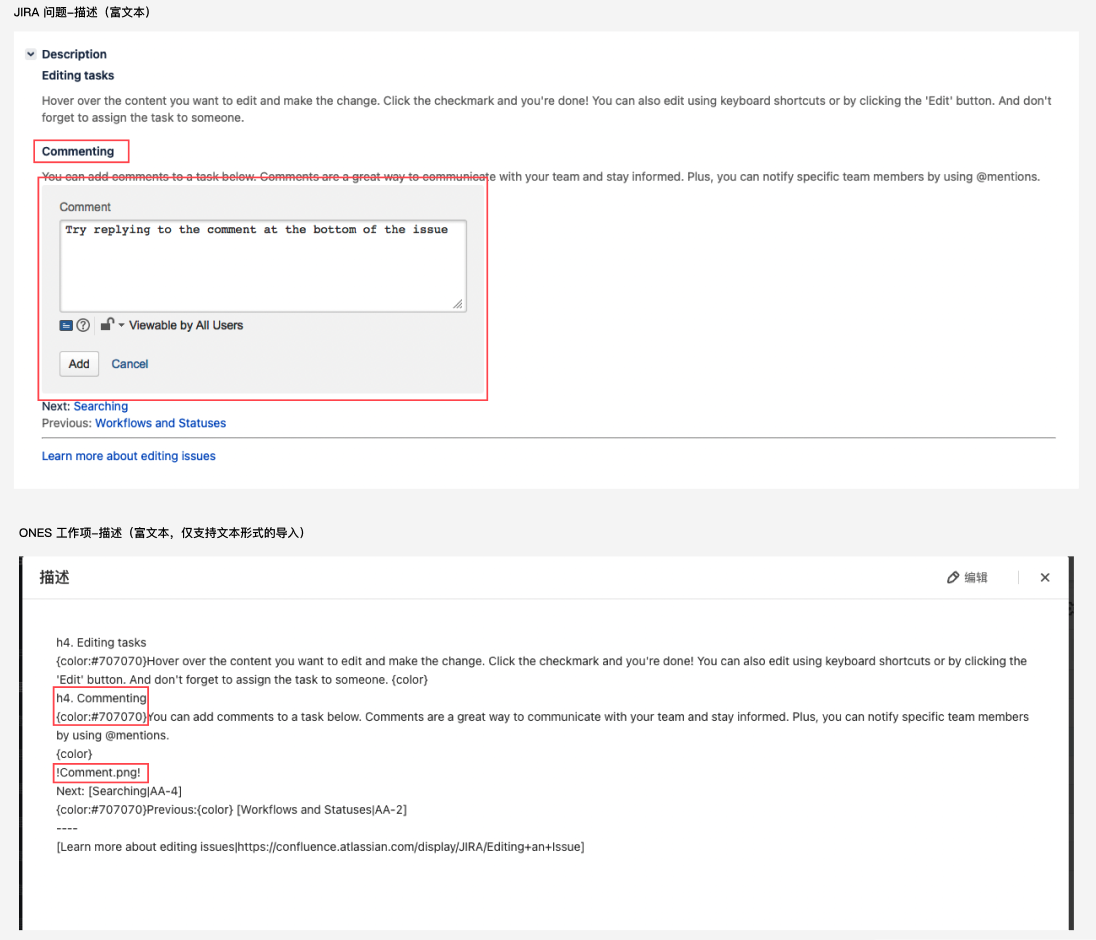 JIRA 问题–描述（富文本）
Description
Editing tasks
Hover over the content you want to edit and make the change. Click the checkmark and you're done! You can also edit using keyboard shortcuts or by clicking the 'Edit' button. And don't
forget to assign the task to someone.
Commenting
You can add comments to a task below. Comments are a great way to communicate with your team and stay informed. Plus, you can notify specific team members by using @mentions.
Comment
Try replying to the comment at the bottom of the issue
Viewable by All Users
Add Cancel
Next: Searching
Previous: Workflows and Statuses
Learn more about editing issues
ONES 工作项–描述（富文本，仅支持文本形式的导入）
描述 编辑
h4. Editing tasks
{color:#707070}Hover over the content you want to edit and make the change. Click the checkmark and you're done! You can also edit using keyboard shortcuts or by clicking the
'Edit' button. And don't forget to assign the task to someone. {color}
h4. Commenting
{color:#707070}You can add comments to a task below. Comments are a great way to communicate with your team and stay informed. Plus, you can notify specific team members
by using @mentions.
{color}
!Comment.png!
Next: [Searching|AA-4]
{color:#707070}Previous:{color} [Workflows and Statuses|AA-2]
----
[Learn more about editing issues|https://confluence.atlassian.com/display/JIRA/Editing+an+Issue]